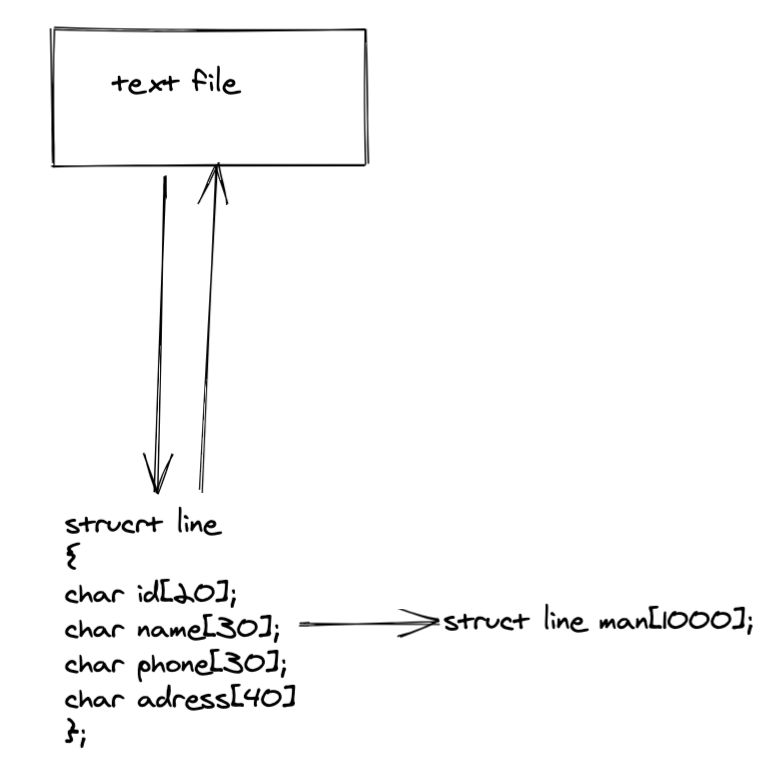 text file
strucrt line
{
char id[20];
char name[30];
struct line man[1000];
char phone[30];
char adress[40]
};